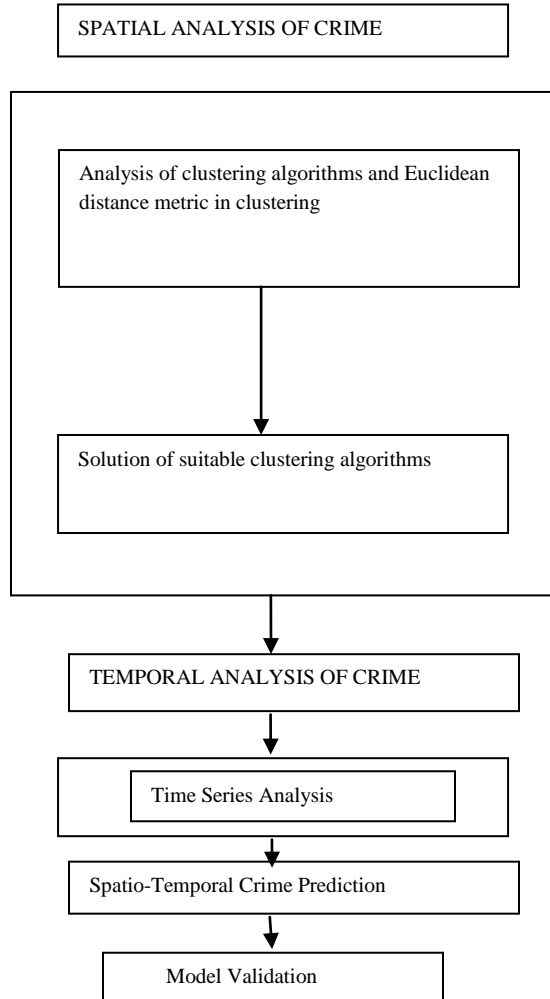 SPATIAL ANALYSIS OF CRIME
Analysis of clustering algorithms and Euclidean
distance metric in clustering
Solution of suitable clustering algorithms
TEMPORAL ANALYSIS OF CRIME
Time Series Analysis
Spatio-Temporal Crime Prediction
Model Validation